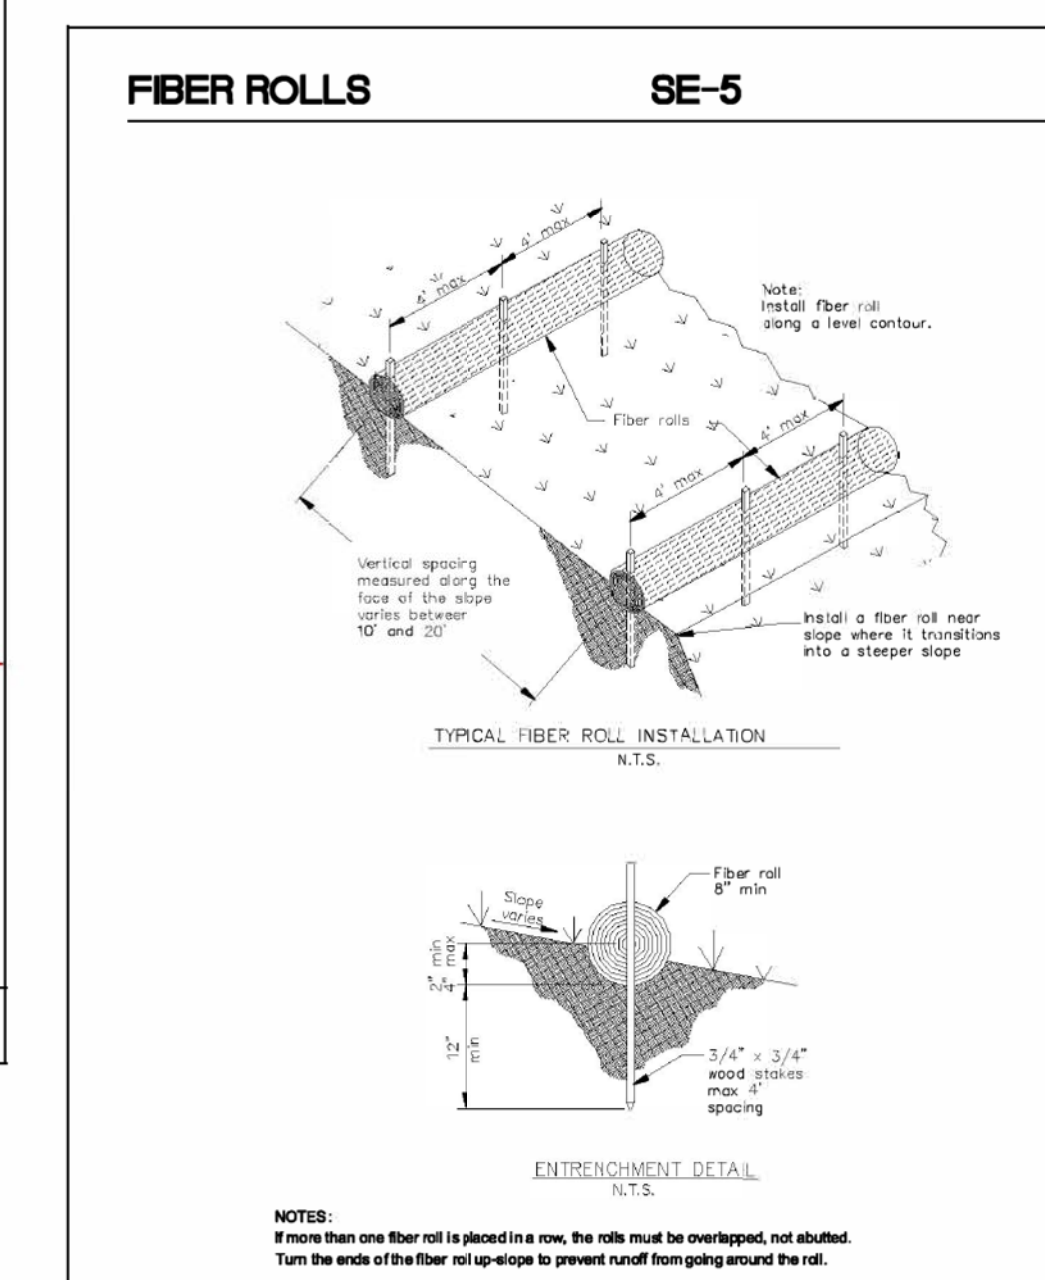 FIBER ROLLS SE-5
4' max
4' max
Note:
Install fiber roll
along a level contour.
Fiber rolls
4' max
4' max
Vertical spacing
measured along the
face of the slope
varies between
10' and 20'
Install a fiber roll near
slope where it transitions
into a steeper slope
TYPICAL FIBER ROLL INSTALLATION
N.T.S.
Fiber roll
8" min
Slope
varies
2" min
4" max
12"
min
3/4" x 3/4"
wood stakes
max 4'
spacing
ENTRENCHMENT DETAIL
N.T.S.
NOTES:
If more than one fiber roll is placed in a row, the rolls must be overlapped, not abutted.
Turn the ends of the fiber roll up-slope to prevent runoff from going around the roll.